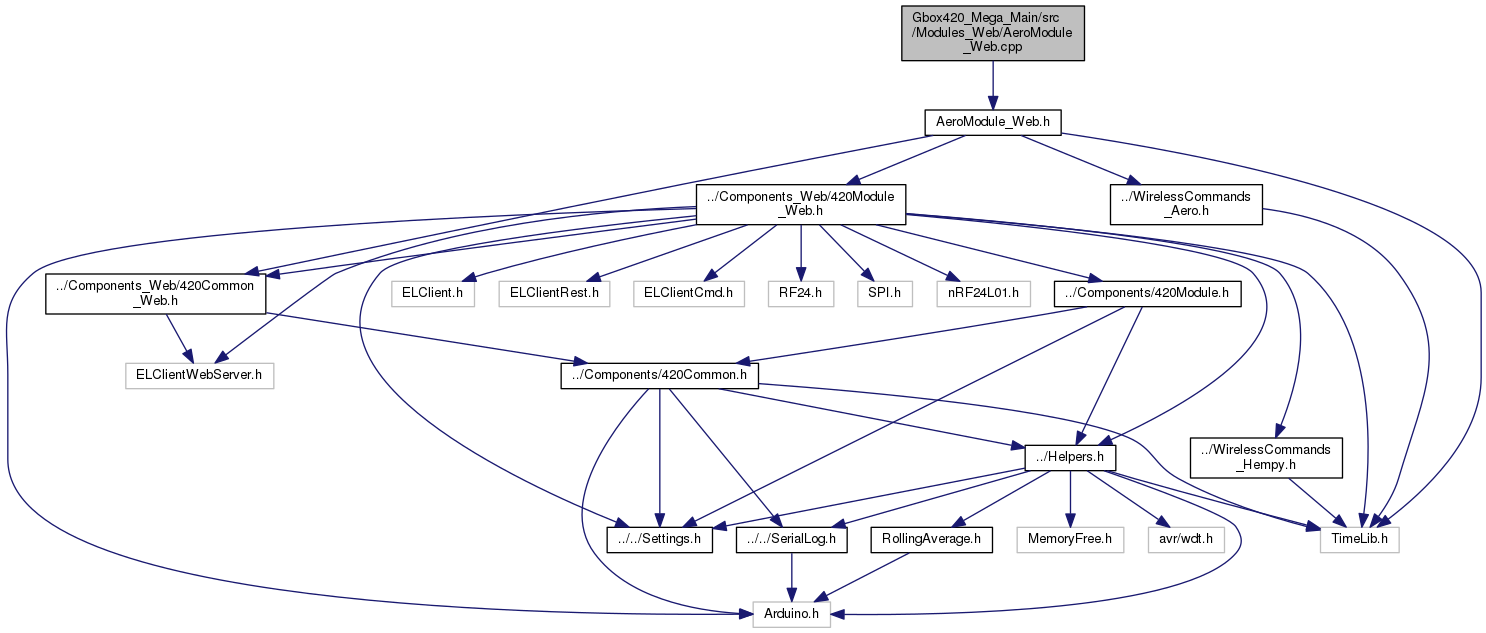 Gbox420_Mega_Main/src
/Modules_Web/AeroModule
_Web.cpp
AeroModule_Web.h
../Components_Web/420Module
_Web.h
../WirelessCommands
_Aero.h
../Components_Web/420Common
_Web.h
ELClient.h
ELClientRest.h
ELClientCmd.h
RF24.h
SPI.h
nRF24L01.h
../Components/420Module.h
ELClientWebServer.h
../Components/420Common.h
../Helpers.h
../WirelessCommands
_Hempy.h
../../Settings.h
../../SerialLog.h
RollingAverage.h
MemoryFree.h
avr/wdt.h
TimeLib.h
Arduino.h